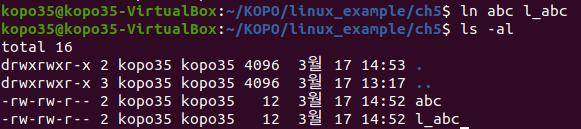 kopo35@kopo35-VirtualBox:~/KOPO/linux_example/ch5$ ln abc l_abc
kopo35@kopo35-VirtualBox:~/KOPO/linux_example/ch5$ ls -al
total 16
drwxrwxr-x 2 kopo35 kopo35 4096  3월 17 14:53 .
drwxrwxr-x 3 kopo35 kopo35 4096  3월 17 13:17 ..
-rw-rw-r-- 2 kopo35 kopo35   12  3월 17 14:52 abc
-rw-rw-r-- 2 kopo35 kopo35   12  3월 17 14:52 l_abc